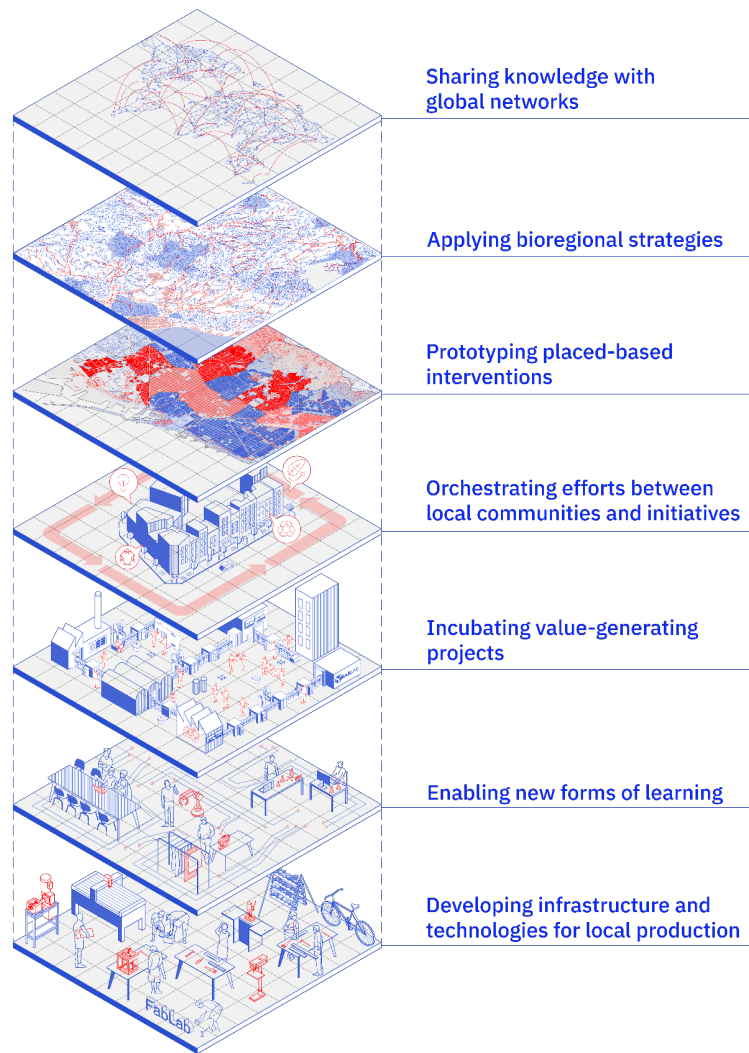 Sharing knowledge with
global networks
Applying bioregional strategies
Prototyping placed-based
interventions
Orchestrating efforts between
local communities and initiatives
Incubating value-generating
projects
FABLAB
Enabling new forms of learning
Developing infrastructure and
technologies for local production
FabLab